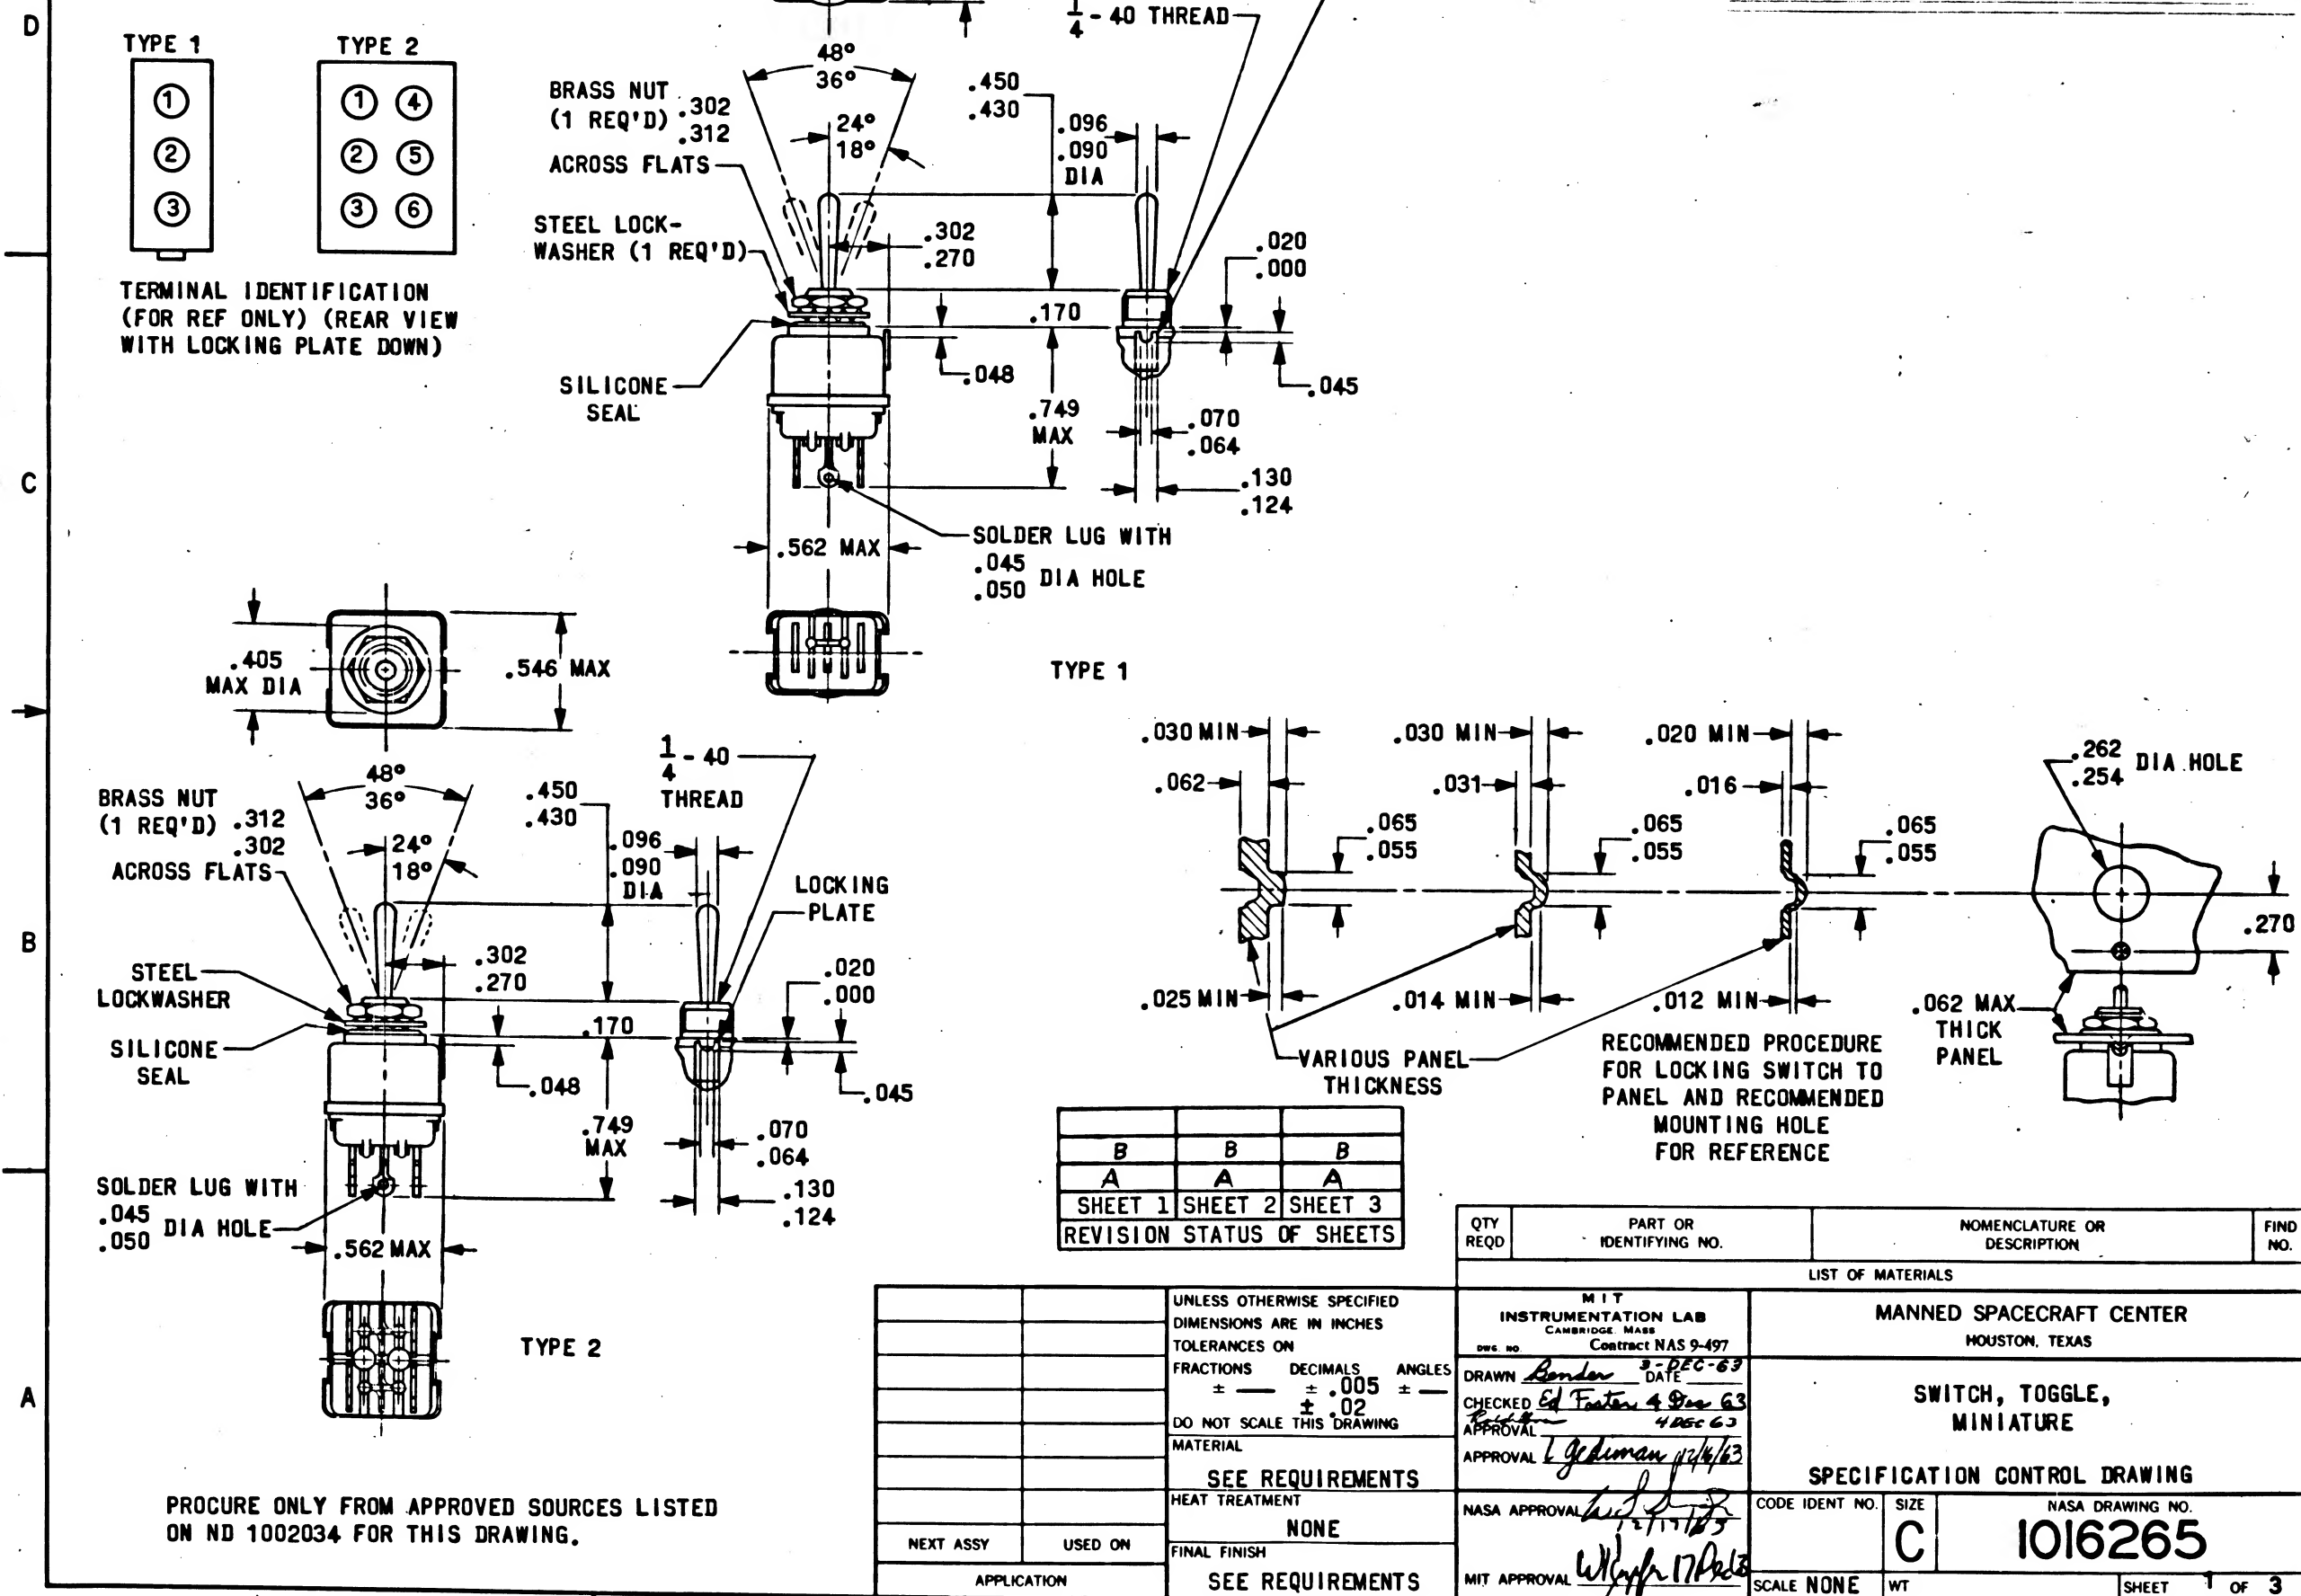 D
TYPE 1
TYPE 2
1
2
3
1 4
2 5
3 6
TERMINAL IDENTIFICATION
(FOR REF ONLY) (REAR VIEW
WITH LOCKING PLATE DOWN)
1/4 - 40 THREAD
48°
36°
24°
18°
BRASS NUT
(1 REQ'D) .302
.312
ACROSS FLATS
STEEL LOCK-
WASHER (1 REQ'D)
SILICONE
SEAL
.450
.430
.096
.090
DIA
.302
.270
.170
.048
.749
MAX
.020
.000
.045
.070
.064
.130
.124
SOLDER LUG WITH
.045
.050 DIA HOLE
.562 MAX
TYPE 1
C
.405
MAX DIA
.546 MAX
1/4 - 40
THREAD
48°
36°
24°
18°
BRASS NUT
(1 REQ'D) .312
.302
ACROSS FLATS
.450
.430
.096
.090
DIA
LOCKING
PLATE
STEEL
LOCKWASHER
SILICONE
SEAL
.302
.270
.170
.048
.749
MAX
.020
.000
.045
.070
.064
.130
.124
SOLDER LUG WITH
.045
.050 DIA HOLE
.562 MAX
TYPE 2
B
.030 MIN
.062
.065
.055
.025 MIN
.030 MIN
.031
.065
.055
.014 MIN
.020 MIN
.016
.065
.055
.012 MIN
VARIOUS PANEL
THICKNESS
.262
.254 DIA HOLE
.270
.062 MAX
THICK
PANEL
RECOMMENDED PROCEDURE
FOR LOCKING SWITCH TO
PANEL AND RECOMMENDED
MOUNTING HOLE
FOR REFERENCE
B B B
A A A
SHEET 1 SHEET 2 SHEET 3
REVISION STATUS OF SHEETS
A
PROCURE ONLY FROM APPROVED SOURCES LISTED
ON ND 1002034 FOR THIS DRAWING.
QTY
REQD
PART OR
IDENTIFYING NO.
NOMENCLATURE OR
DESCRIPTION
FIND
NO.
LIST OF MATERIALS
NEXT ASSY USED ON
APPLICATION
UNLESS OTHERWISE SPECIFIED
DIMENSIONS ARE IN INCHES
TOLERANCES ON
FRACTIONS DECIMALS ANGLES
± — ± .005 ± —
± .02
DO NOT SCALE THIS DRAWING
MATERIAL
SEE REQUIREMENTS
HEAT TREATMENT
NONE
FINAL FINISH
SEE REQUIREMENTS
MIT
INSTRUMENTATION LAB
CAMBRIDGE. MASS
DWG. NO. Contract NAS 9-497
DRAWN Bender DATE 3-DEC-63
CHECKED Ed Foster 4 Dec 63
APPROVAL 4 DEC 63
APPROVAL 12/16/63
NASA APPROVAL 12/17/63
MIT APPROVAL
MANNED SPACECRAFT CENTER
HOUSTON, TEXAS
SWITCH, TOGGLE,
MINIATURE
SPECIFICATION CONTROL DRAWING
CODE IDENT NO.
SIZE
C
NASA DRAWING NO.
1016265
SCALE NONE WT SHEET 1 OF 3